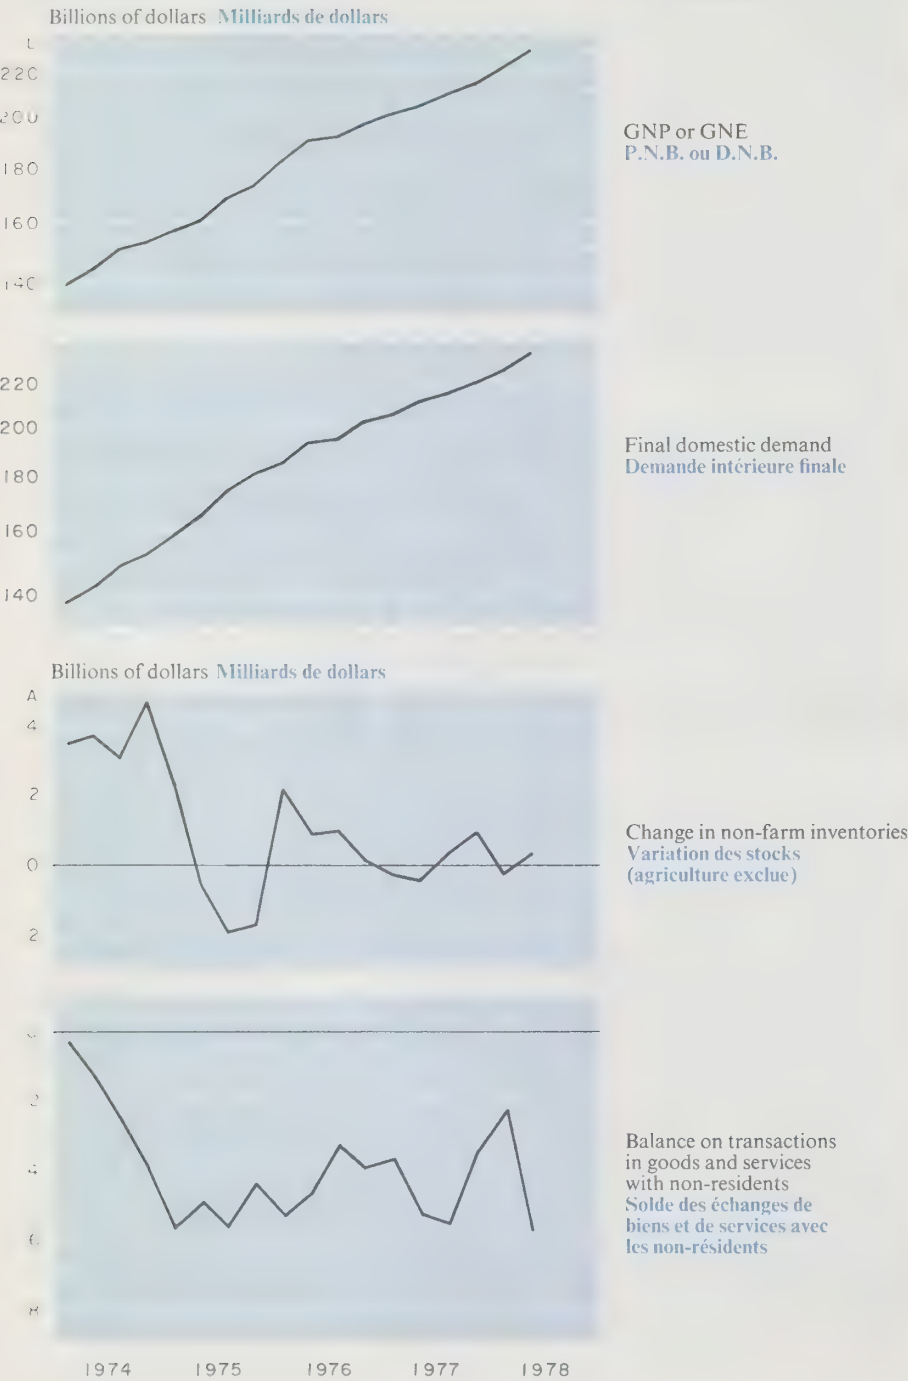 Billions of dollars Milliards de dollars
L
220
200
180
160
140
GNP or GNE
P.N.B. ou D.N.B.
220
200
180
160
140
Final domestic demand
Demande intérieure finale
Billions of dollars Milliards de dollars
A
4
2
0
2
Change in non-farm inventories
Variation des stocks
(agriculture exclue)
2
4
6
Balance on transactions
in goods and services
with non-residents
Solde des échanges de
biens et de services avec
les non-résidents
1974 1975 1976 1977 1978